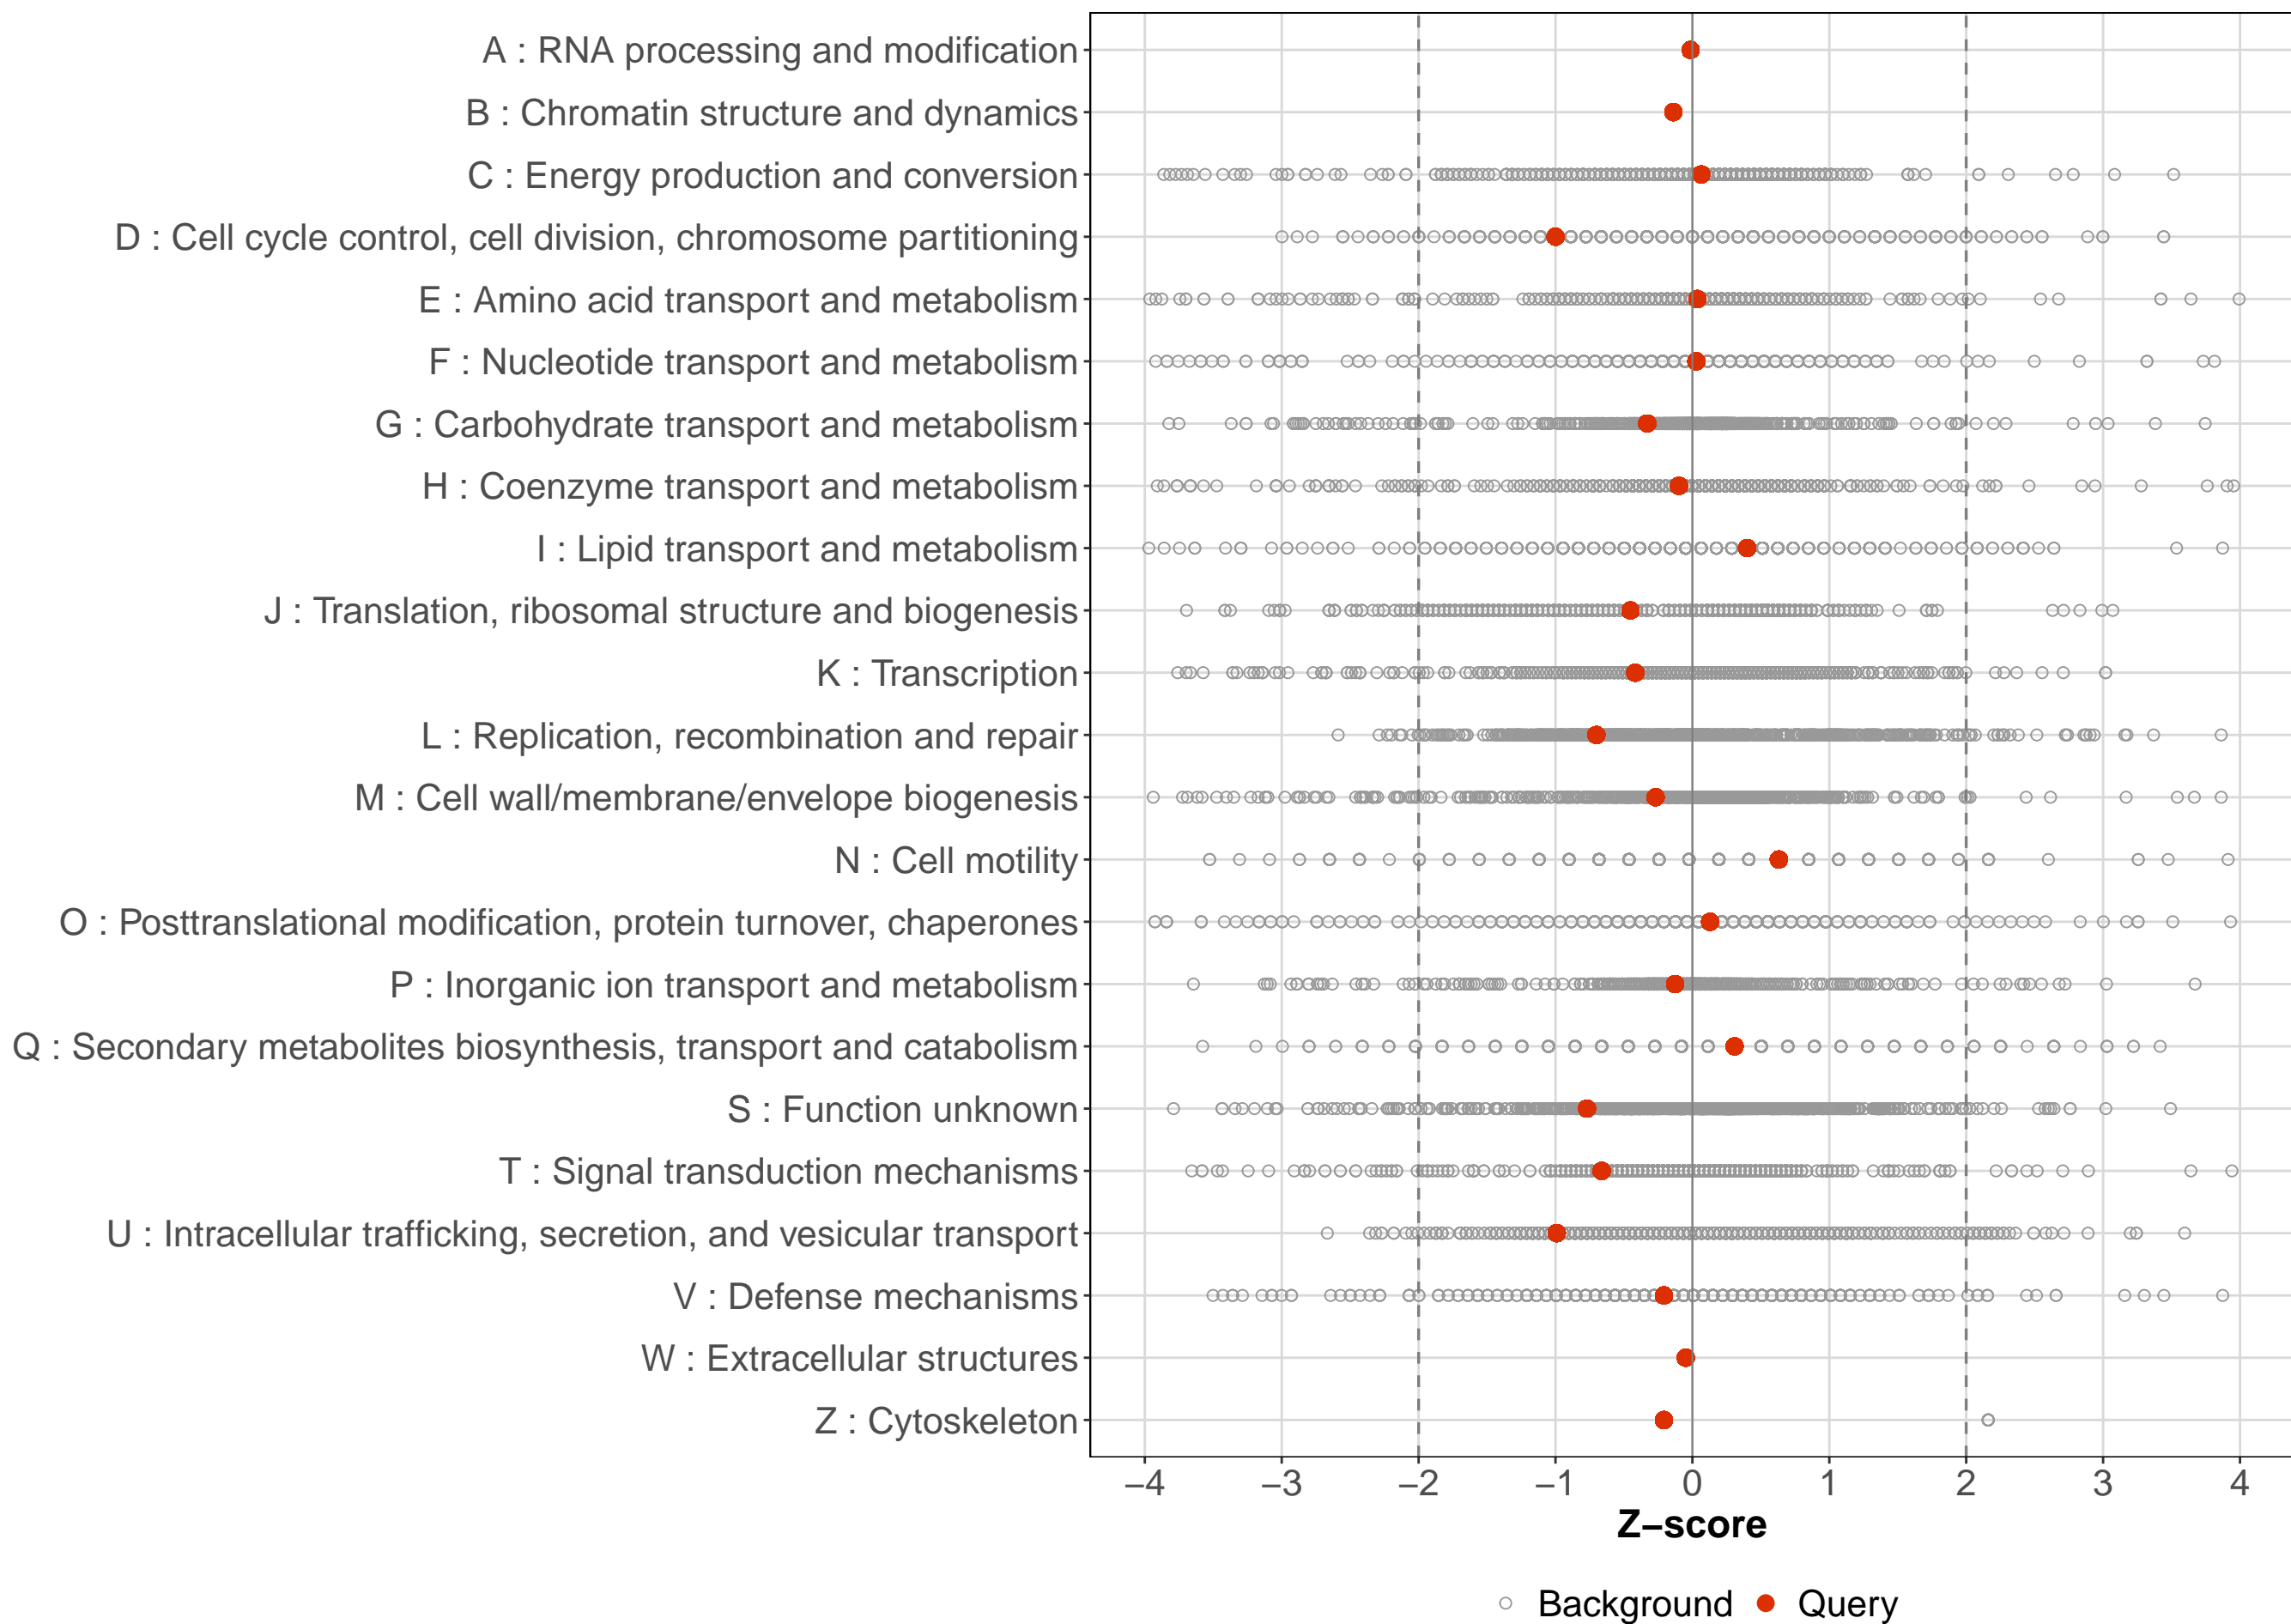 A : RNA processing and modification
B : Chromatin structure and dynamics
C : Energy production and conversion
D : Cell cycle control, cell division, chromosome partitioning
E : Amino acid transport and metabolism
F : Nucleotide transport and metabolism
G : Carbohydrate transport and metabolism
H : Coenzyme transport and metabolism
I : Lipid transport and metabolism
J : Translation, ribosomal structure and biogenesis
K : Transcription
L : Replication, recombination and repair
M : Cell wall/membrane/envelope biogenesis
N : Cell motility
O : Posttranslational modification, protein turnover, chaperones
P : Inorganic ion transport and metabolism
Q : Secondary metabolites biosynthesis, transport and catabolism
S : Function unknown
T : Signal transduction mechanisms
U : Intracellular trafficking, secretion, and vesicular transport
V : Defense mechanisms
W : Extracellular structures
Z : Cytoskeleton
−4 −3 −2 −1 0 1 2 3 4
Z−score
Background Query